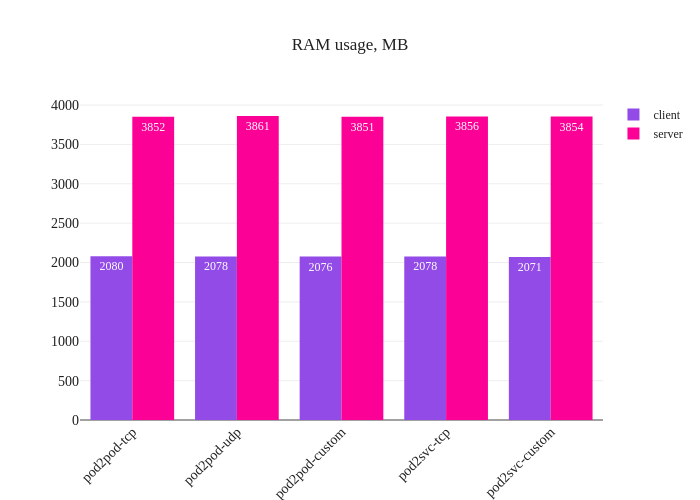 RAM usage, MB
4000
3500
3000
2500
2000
1500
1000
500
0
2080
3852
2078
3861
2076
3851
2078
3856
2071
3854
pod2pod-tcp
pod2pod-udp
pod2pod-custom
pod2svc-tcp
pod2svc-custom
client
server